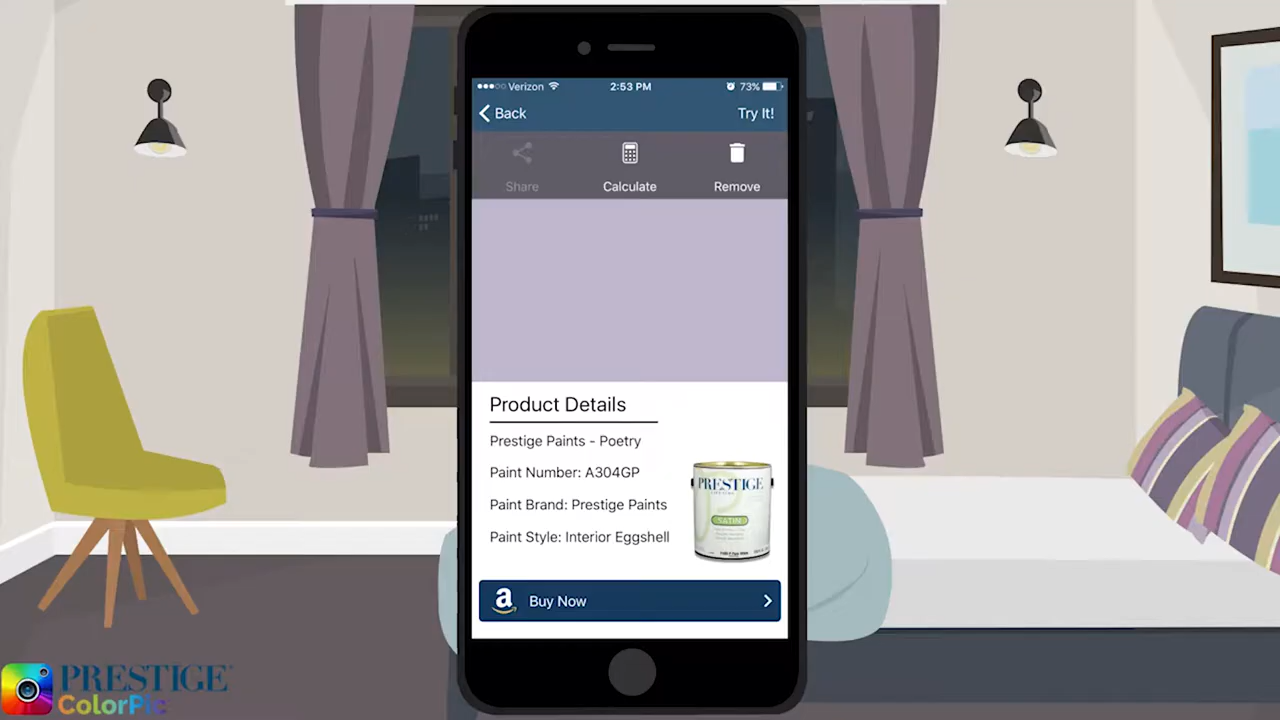 Verizon 2:53 PM 73%
Back Try It!
Share Calculate Remove
Product Details
Prestige Paints - Poetry
Paint Number: A304GP
Paint Brand: Prestige Paints
Paint Style: Interior Eggshell
PRESTIGE
SATIN
a Buy Now
PRESTIGE
ColorPic